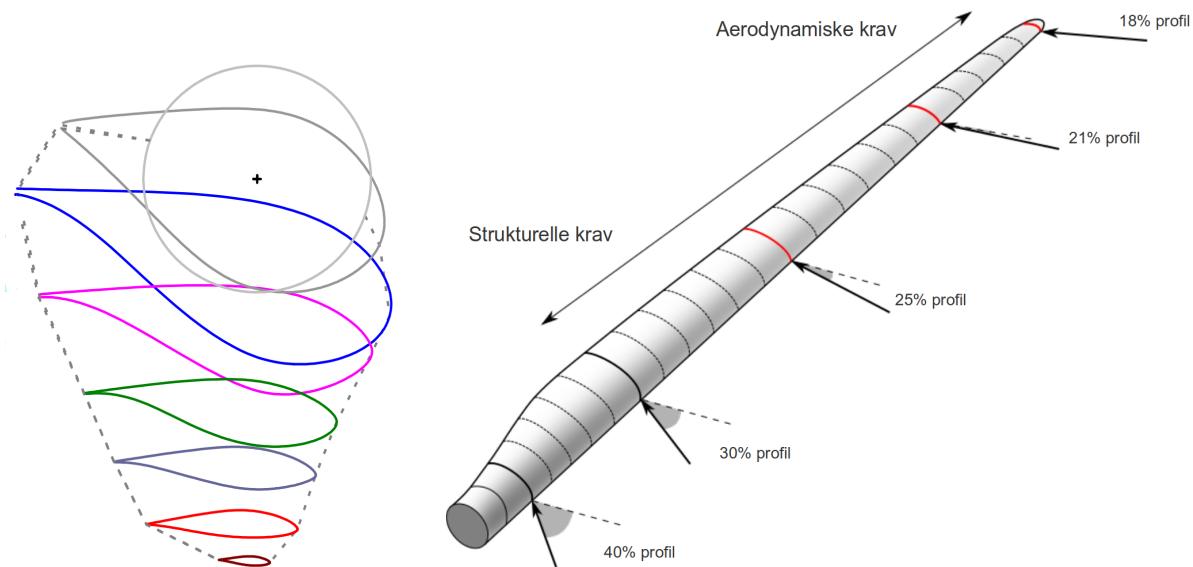 Aerodynamiske krav
18% profil
21% profil
Strukturelle krav
25% profil
30% profil
40% profil